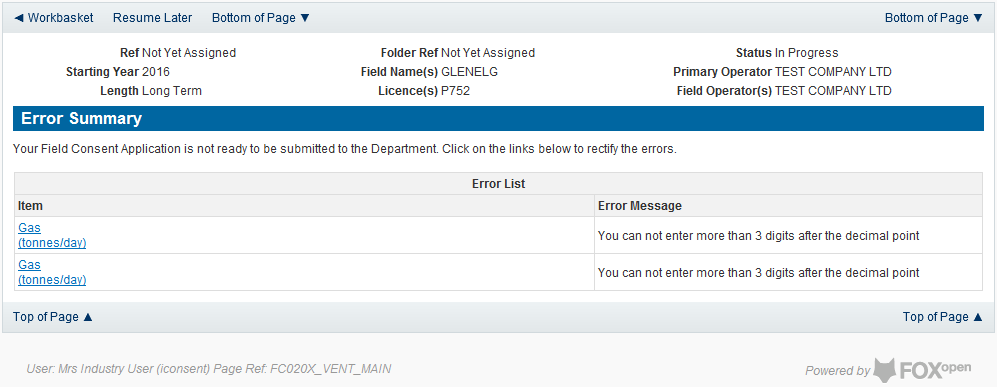 ◄ Workbasket Resume Later Bottom of Page ▼ Bottom of Page ▼
Ref Not Yet Assigned Folder Ref Not Yet Assigned Status In Progress
Starting Year 2016 Field Name(s) GLENELG Primary Operator TEST COMPANY LTD
Length Long Term Licence(s) P752 Field Operator(s) TEST COMPANY LTD
Error Summary
Your Field Consent Application is not ready to be submitted to the Department. Click on the links below to rectify the errors.
Error List
Item Error Message
Gas
(tonnes/day) You can not enter more than 3 digits after the decimal point
Gas
(tonnes/day) You can not enter more than 3 digits after the decimal point
Top of Page ▲ Top of Page ▲
User: Mrs Industry User (iconsent) Page Ref: FC020X_VENT_MAIN Powered by FOXopen